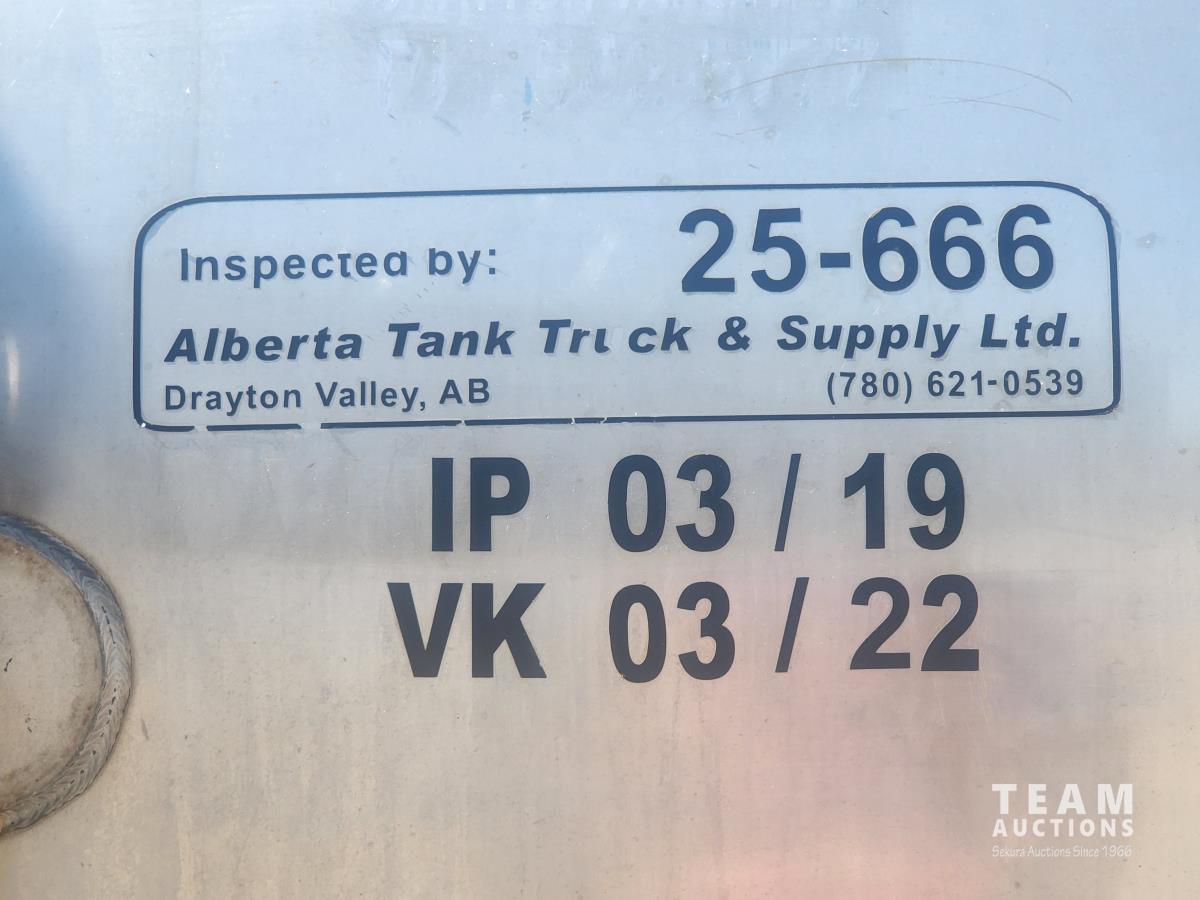 Inspected by: 25-666
Alberta Tank Truck & Supply Ltd.
Drayton Valley, AB (780) 621-0539
IP 03 / 19
VK 03 / 22
TEAM
AUCTIONS
Sekura Auctions Since 1966